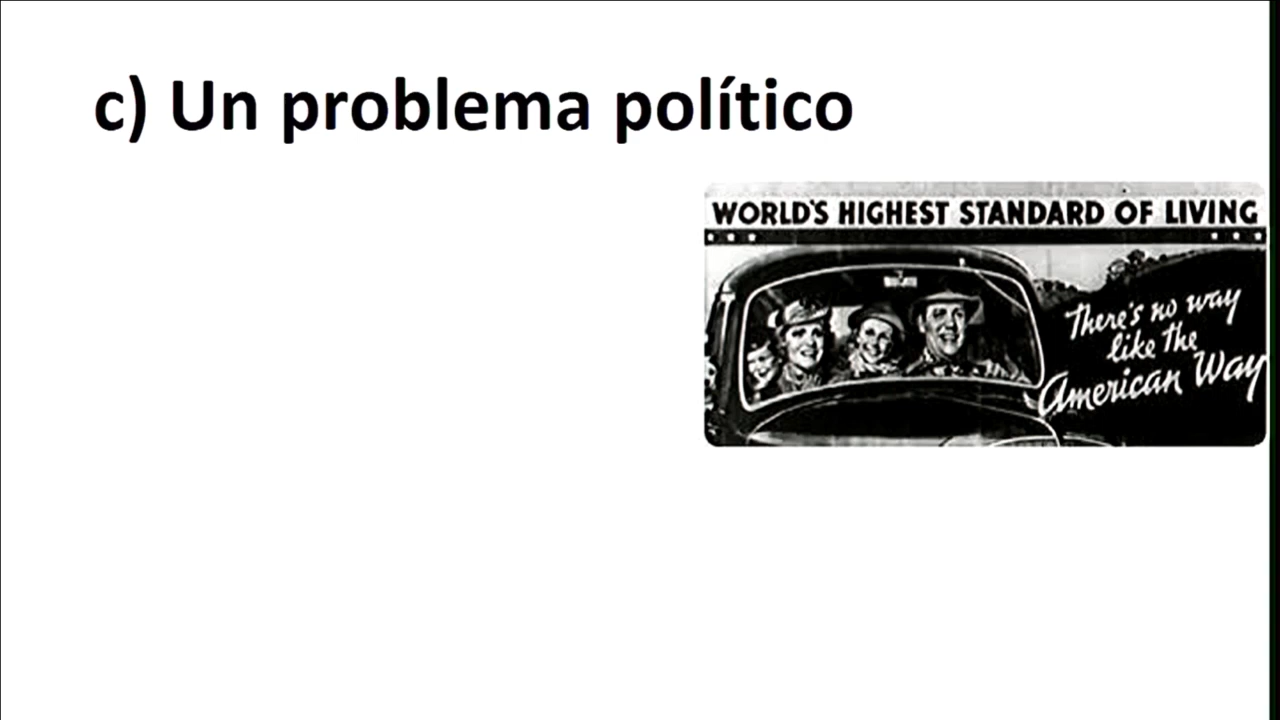 c) Un problema político
WORLD'S HIGHEST STANDARD OF LIVING
There's no way
like the
American Way